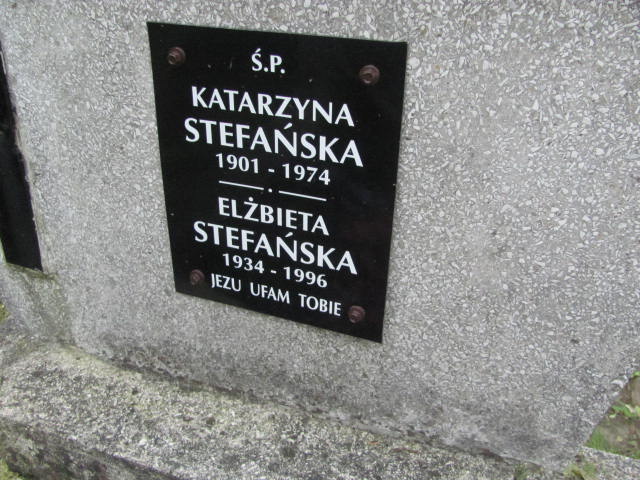 Ś.P.
KATARZYNA
STEFAŃSKA
1901 - 1974
ELŻBIETA
STEFAŃSKA
1934 - 1996
JEZU UFAM TOBIE